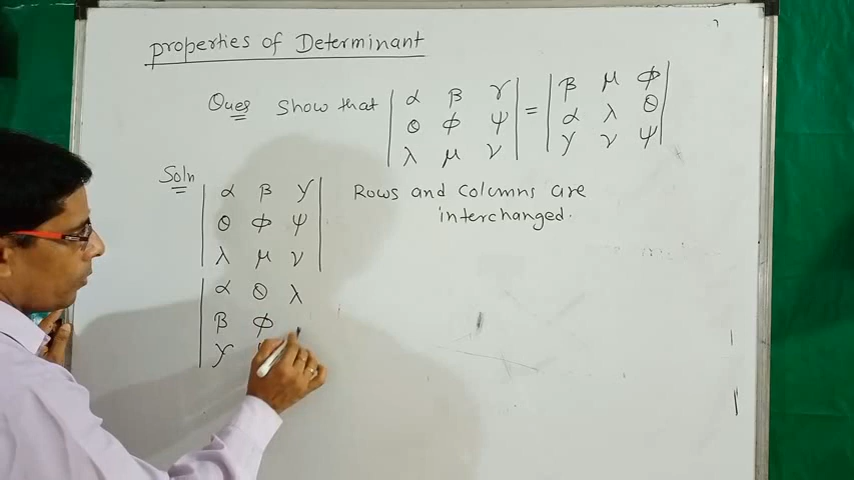 properties of Determinant
Ques Show that | α β γ | = | β μ ϕ |
| θ ϕ ψ | | α λ θ |
| λ μ ν | | γ ν ψ |
Soln
| α β γ | Rows and Columns are
| θ ϕ ψ | interchanged.
| λ μ ν |
| α θ λ
| β ϕ
| γ